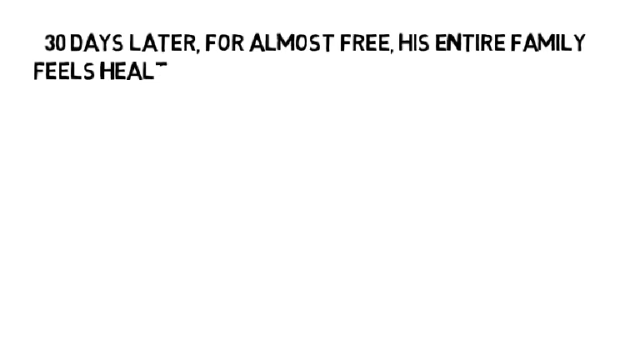 30 DAYS LATER, FOR ALMOST FREE, HIS ENTIRE FAMILY
FEELS HEAL